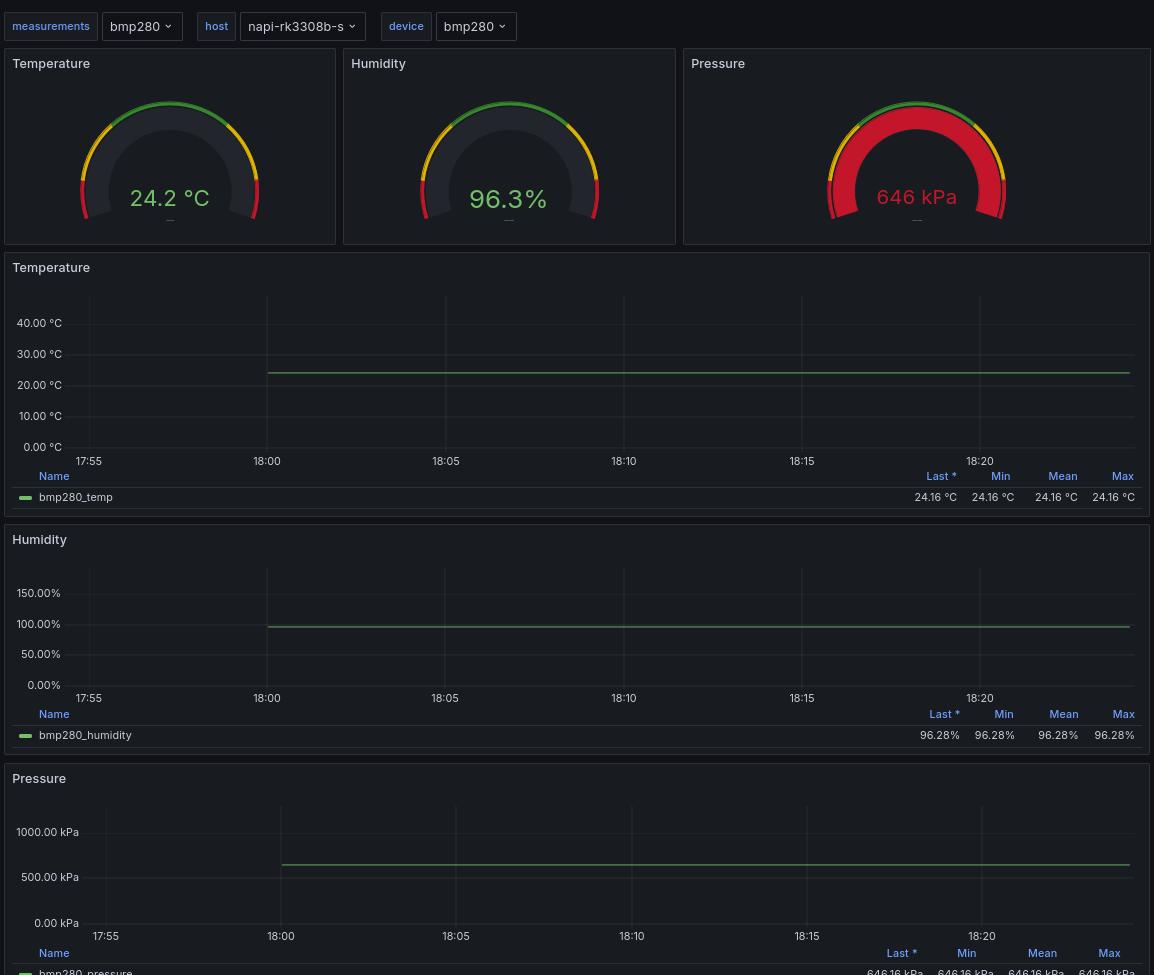 measurements bmp280 host napi-rk3308b-s device bmp280
Temperature Humidity Pressure
24.2 °C 96.3% 646 kPa
Temperature
40.00 °C
30.00 °C
20.00 °C
10.00 °C
0.00 °C
17:55 18:00 18:05 18:10 18:15 18:20
Name Last * Min Mean Max
bmp280_temp 24.16 °C 24.16 °C 24.16 °C 24.16 °C
Humidity
150.00%
100.00%
50.00%
0.00%
17:55 18:00 18:05 18:10 18:15 18:20
Name Last * Min Mean Max
bmp280_humidity 96.28% 96.28% 96.28% 96.28%
Pressure
1000.00 kPa
500.00 kPa
0.00 kPa
17:55 18:00 18:05 18:10 18:15 18:20
Name Last * Min Mean Max
bmp280_pressure 646.16 kPa 646.16 kPa 646.16 kPa 646.16 kPa